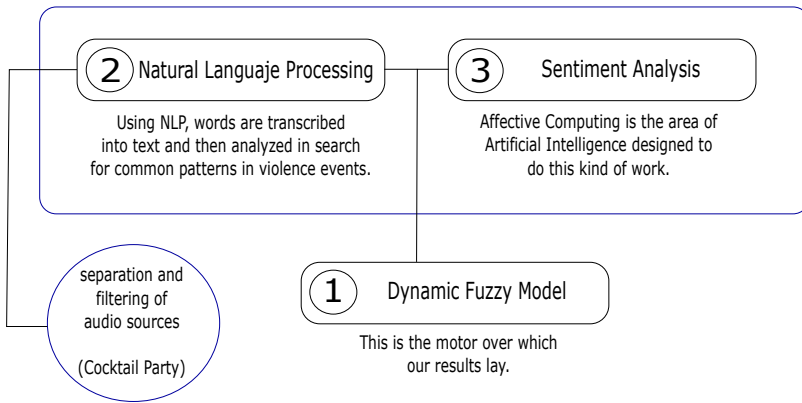 2 Natural Languaje Processing
Using NLP, words are transcribed
into text and then analyzed in search
for common patterns in violence events.
3 Sentiment Analysis
Affective Computing is the area of
Artificial Intelligence designed to
do this kind of work.
separation and
filtering of
audio sources
(Cocktail Party)
1 Dynamic Fuzzy Model
This is the motor over which
our results lay.